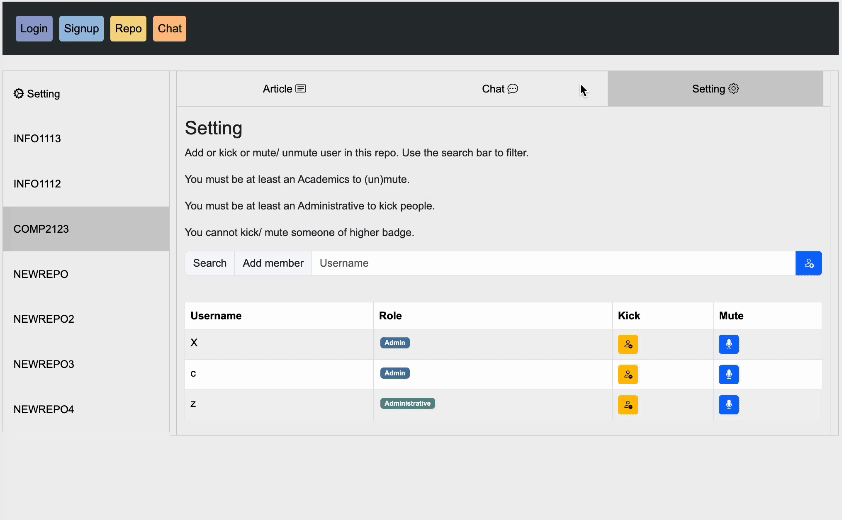 Login Signup Repo Chat
Setting
INFO1113
INFO1112
COMP2123
NEWREPO
NEWREPO2
NEWREPO3
NEWREPO4
Article Chat Setting
Setting
Add or kick or mute/ unmute user in this repo. Use the search bar to filter.
You must be at least an Academics to (un)mute.
You must be at least an Administrative to kick people.
You cannot kick/ mute someone of higher badge.
Search Add member Username
Username Role Kick Mute
X Admin
c Admin
z Administrative